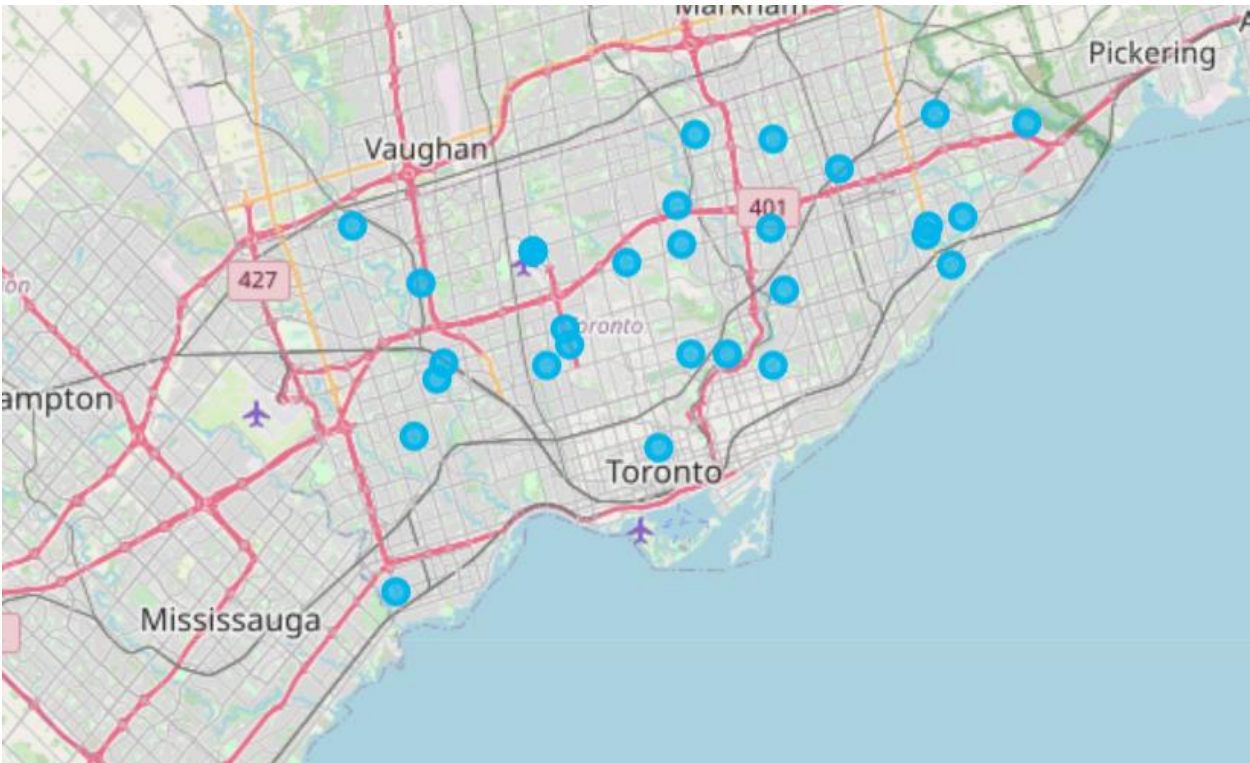 Markham
Pickering
Vaughan
401
427
Toronto
ampton
Toronto
Mississauga